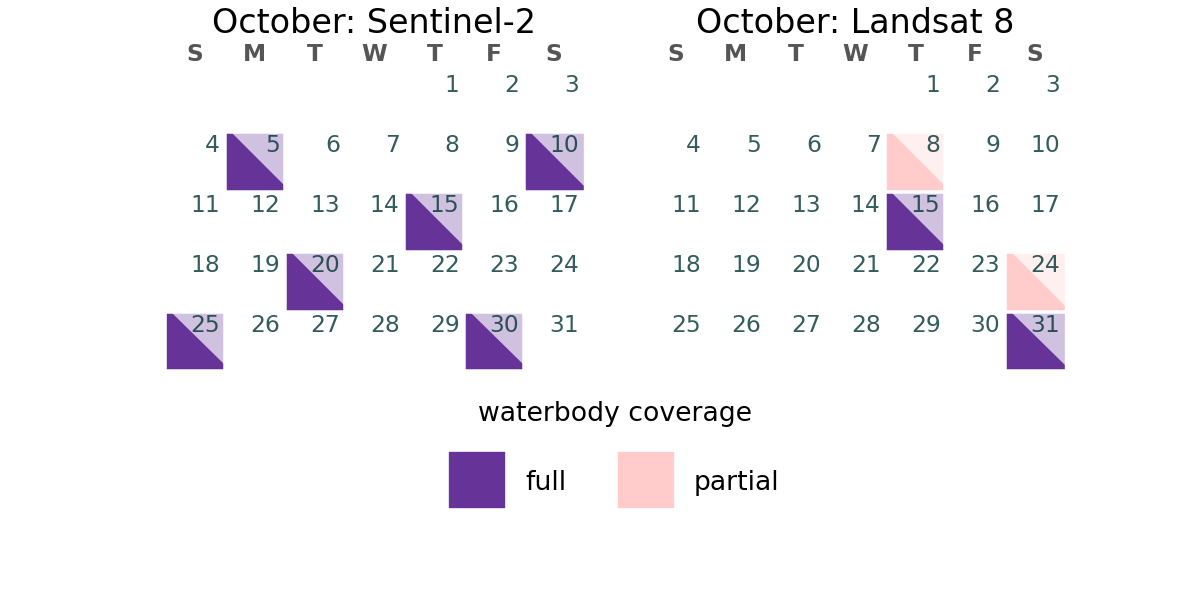 October: Sentinel-2
S M T W T F S
1 2 3
4 5 6 7 8 9 10
11 12 13 14 15 16 17
18 19 20 21 22 23 24
25 26 27 28 29 30 31
October: Landsat 8
S M T W T F S
1 2 3
4 5 6 7 8 9 10
11 12 13 14 15 16 17
18 19 20 21 22 23 24
25 26 27 28 29 30 31
waterbody coverage
full partial